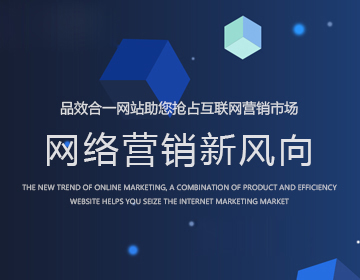 品效合一网站助您抢占互联网营销市场
网络营销新风向
THE NEW TREND OF ONLINE MARKETING, A COMBINATION OF PRODUCT AND EFFICIENCY
WEBSITE HELPS YQU SEIZE THE INTERNET MARKETING MARKET